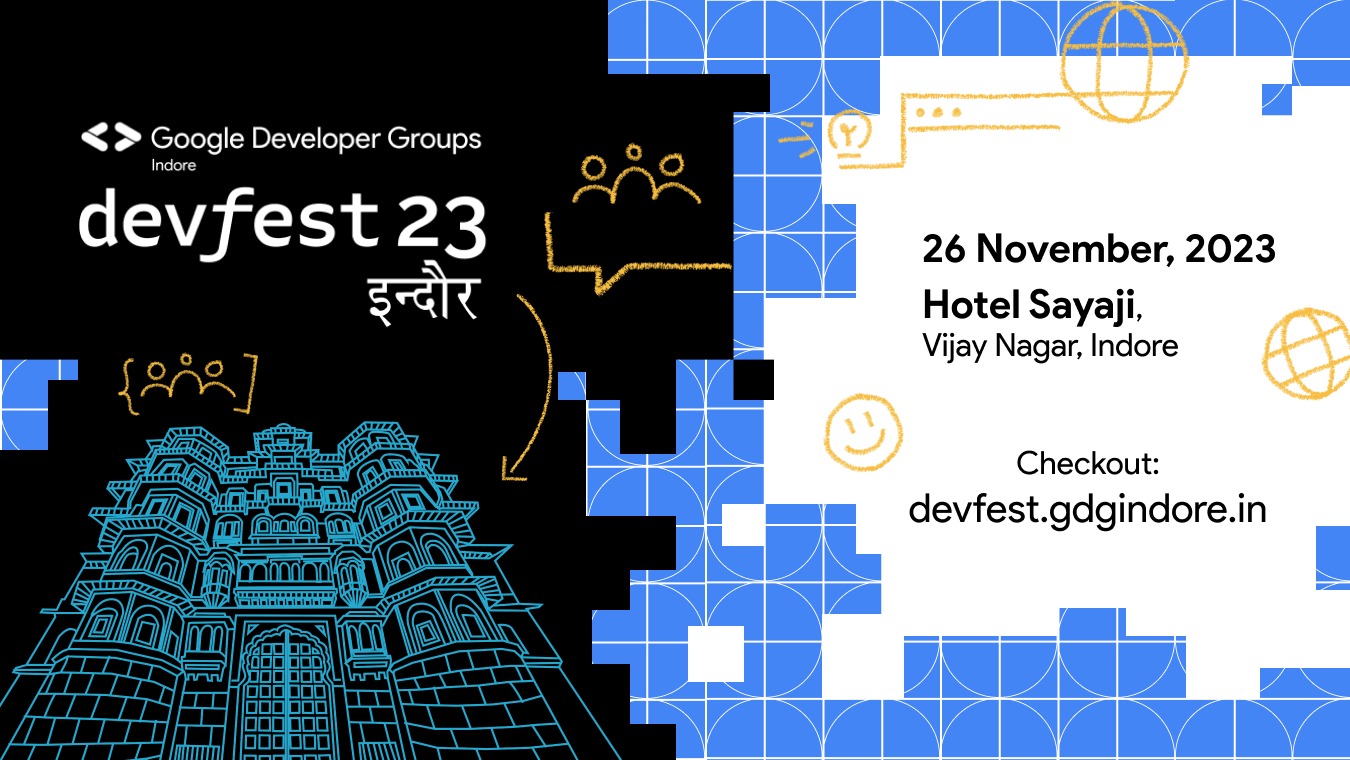 Google Developer Groups
Indore
devfest 23
इन्दौर
26 November, 2023
Hotel Sayaji,
Vijay Nagar, Indore
Checkout:
devfest.gdgindore.in